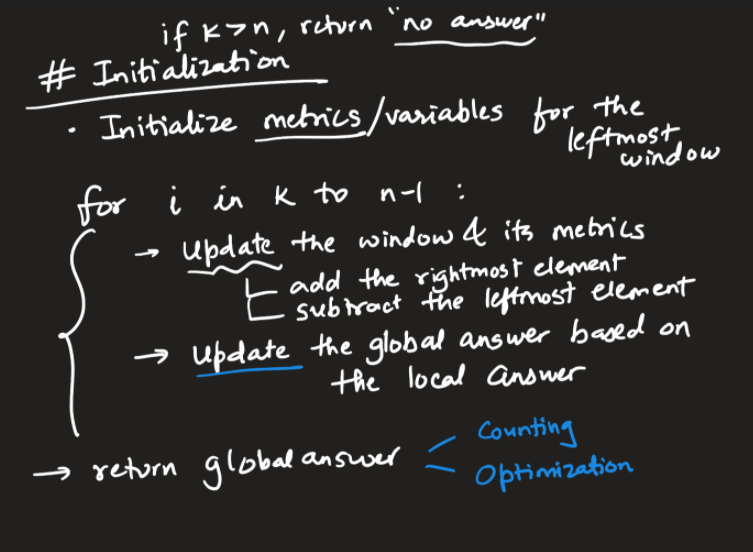 if k>n, return "no answer"
# Initialization
· Initialize metrics/variables for the
leftmost
window
for i in k to n-1 :
→ update the window & its metrics
add the rightmost element
subtract the leftmost element
→ update the global answer based on
the local answer
→ return global answer
Counting
Optimization